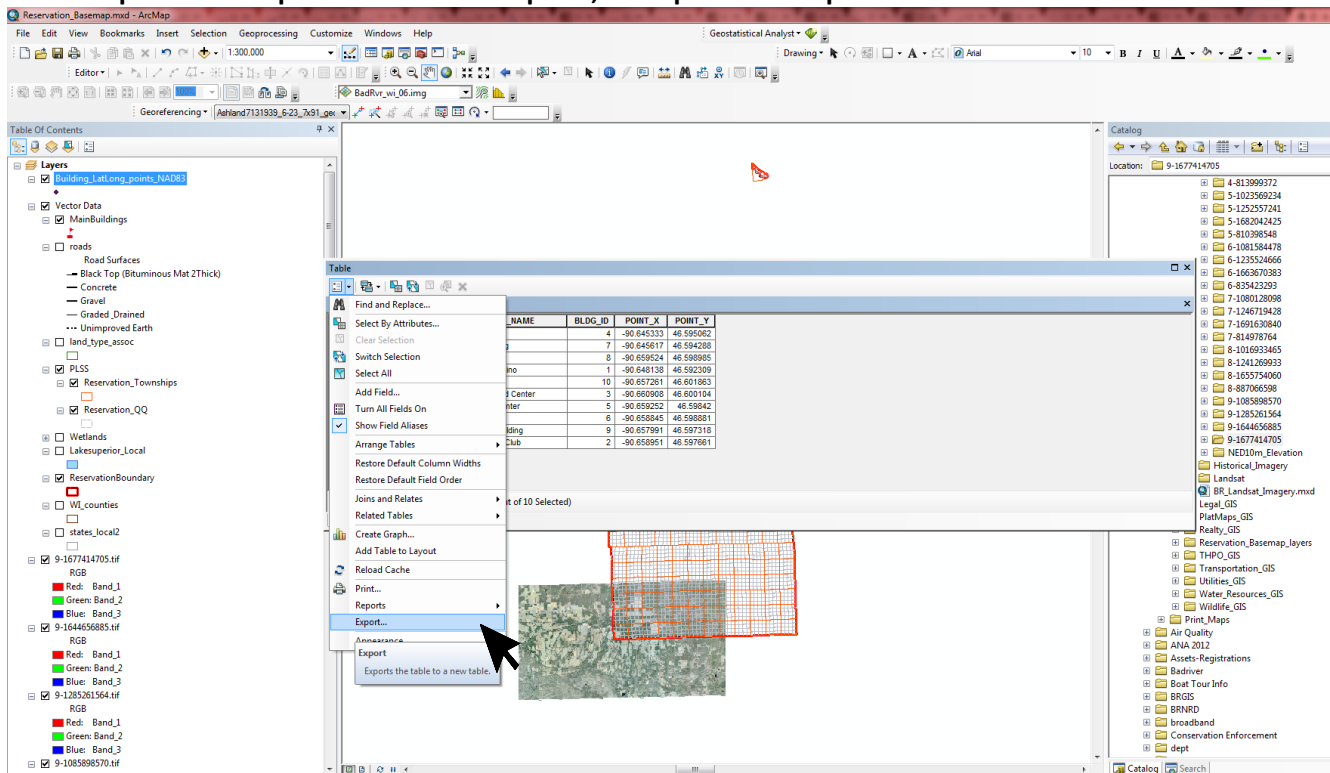 Reservation_Basemap.mxd - ArcMap
File Edit View Bookmarks Insert Selection Geoprocessing Customize Windows Help
Geostatistical Analyst
1:300,000
Drawing
A
Arial
10
B I U A
Editor
100%
BadRvr_wi_06.img
Georeferencing
Ashland7131939_6-23_7x91_gec
Table Of Contents
Layers
Building_LatLong_points_NAD83
Vector Data
MainBuildings
roads
Road Surfaces
Black Top (Bituminous Mat 2Thick)
Concrete
Gravel
Graded_Drained
Unimproved Earth
land_type_assoc
PLSS
Reservation_Townships
Reservation_QQ
Wetlands
Lakesuperior_Local
ReservationBoundary
WI_counties
states_local2
9-1677414705.tif
RGB
Red: Band_1
Green: Band_2
Blue: Band_3
9-1644656885.tif
RGB
Red: Band_1
Green: Band_2
Blue: Band_3
9-1285261564.tif
RGB
Red: Band_1
Green: Band_2
Blue: Band_3
9-1085898570.tif
Table
Find and Replace...
Select By Attributes...
Clear Selection
Switch Selection
Select All
Add Field...
Turn All Fields On
Show Field Aliases
Arrange Tables
Restore Default Column Widths
Restore Default Field Order
Joins and Relates
Related Tables
Create Graph...
Add Table to Layout
Reload Cache
Print...
Reports
Export...
Appearance
Export
Exports the table to a new table.
_NAME BLDG_ID POINT_X POINT_Y
4 -90.645333 46.595062
g 7 -90.645617 46.594288
8 -90.659524 46.598985
ino 1 -90.648138 46.592309
10 -90.657261 46.601863
d Center 3 -90.660908 46.600104
nter 5 -90.659252 46.59842
6 -90.658845 46.598881
lding 9 -90.657991 46.597318
Club 2 -90.658951 46.597661
t of 10 Selected)
Catalog
Location: 9-1677414705
4-813999372
5-1023569234
5-1252557241
5-1682042425
5-810398548
6-1081584478
6-1235524666
6-1663670383
6-835423293
7-1080128098
7-1246719428
7-1691630840
7-814978764
8-1016933465
8-1241269933
8-1655754060
8-887066598
9-1085898570
9-1285261564
9-1644656885
9-1677414705
NED10m_Elevation
Historical_Imagery
Landsat
BR_Landsat_Imagery.mxd
Legal_GIS
PlatMaps_GIS
Realty_GIS
Reservation_Basemap_layers
THPO_GIS
Transportation_GIS
Utilities_GIS
Water_Resources_GIS
Wildlife_GIS
Print_Maps
Air Quality
ANA 2012
Assets-Registrations
Badriver
Boat Tour Info
BRGIS
BRNRD
broadband
Conservation Enforcement
dept
Catalog Search